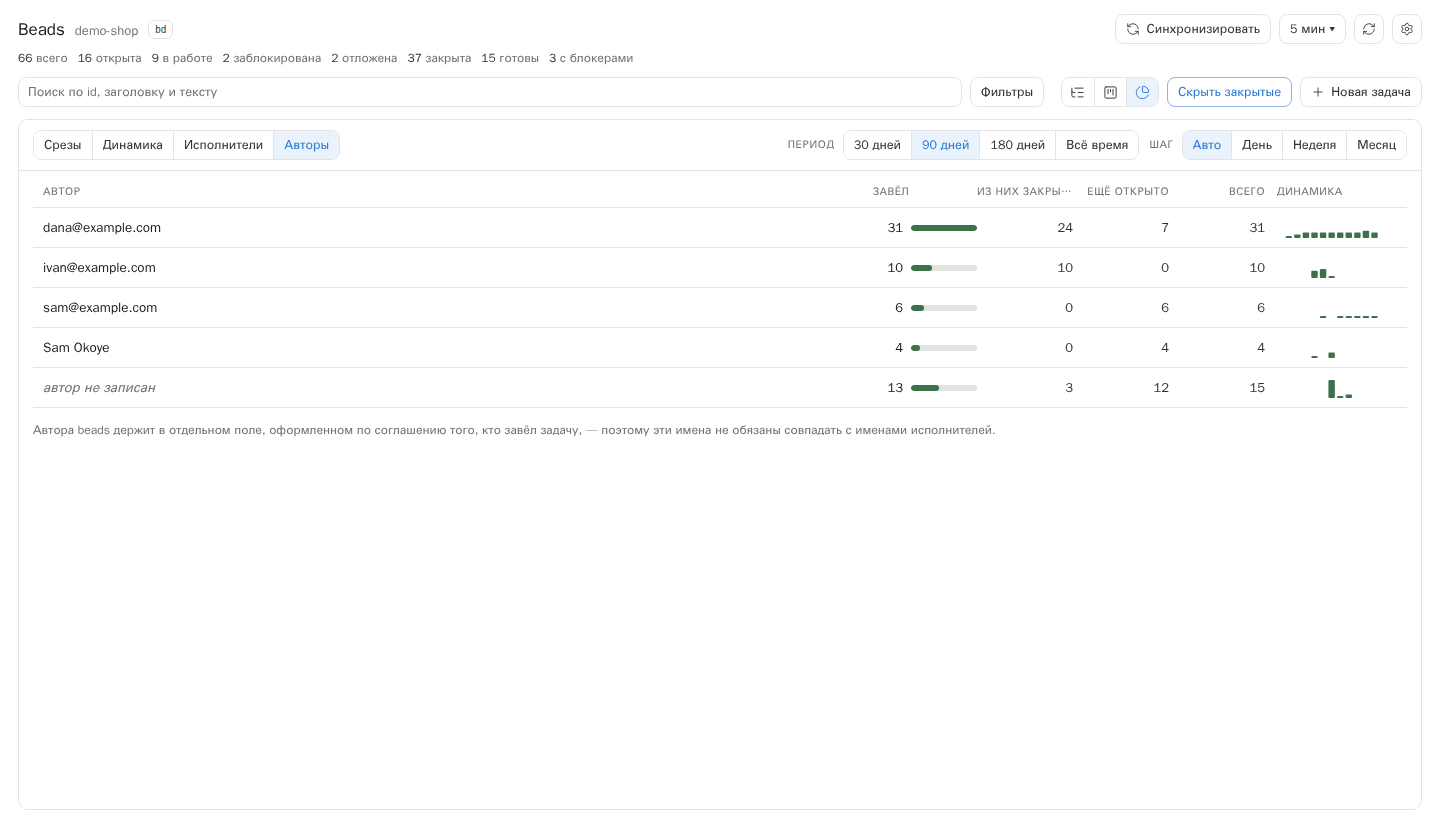 Beads demo-shop bd Синхронизировать 5 мин
66 всего 16 открыта 9 в работе 2 заблокирована 2 отложена 37 закрыта 15 готовы 3 с блокерами
Поиск по id, заголовку и тексту Фильтры Скрыть закрытые Новая задача
Срезы Динамика Исполнители Авторы ПЕРИОД 30 дней 90 дней 180 дней Всё время ШАГ Авто День Неделя Месяц
АВТОР ЗАВЁЛ ИЗ НИХ ЗАКРЫ… ЕЩЁ ОТКРЫТО ВСЕГО ДИНАМИКА
dana@example.com 31 24 7 31
ivan@example.com 10 10 0 10
sam@example.com 6 0 6 6
Sam Okoye 4 0 4 4
автор не записан 13 3 12 15
Автора beads держит в отдельном поле, оформленном по соглашению того, кто завёл задачу, — поэтому эти имена не обязаны совпадать с именами исполнителей.